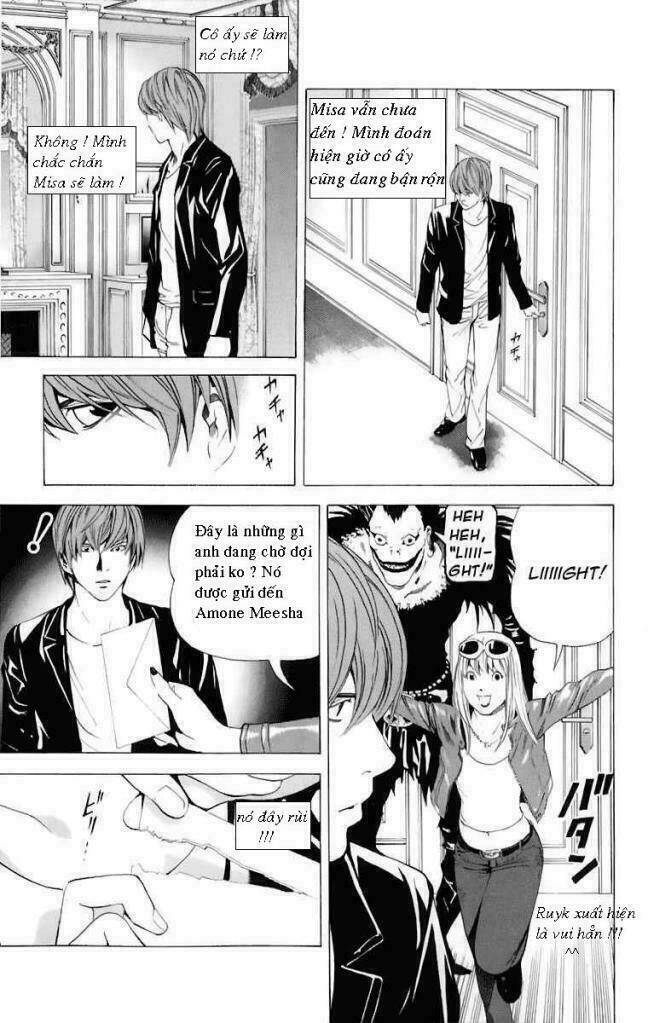 Cô ấy sẽ làm
nó chứ !?
Misa vẫn chưa
đến ! Mình đoán
hiện giờ cô ấy
cũng đang bận rộn
Không ! Mình
chắc chắn
Misa sẽ làm !
カチャ
カチャ
カチャ
LIIIIIGHT!
HEH
HEH,
"LIIII-
GHT!"
バタン
Ruyk xuất hiện
là vui hẳn !!!
^^
!
Đây là những gì
anh đang chờ đợi
phải ko ? Nó
được gửi đến
Amone Meesha
nó đây rùi
!!!
ビッ